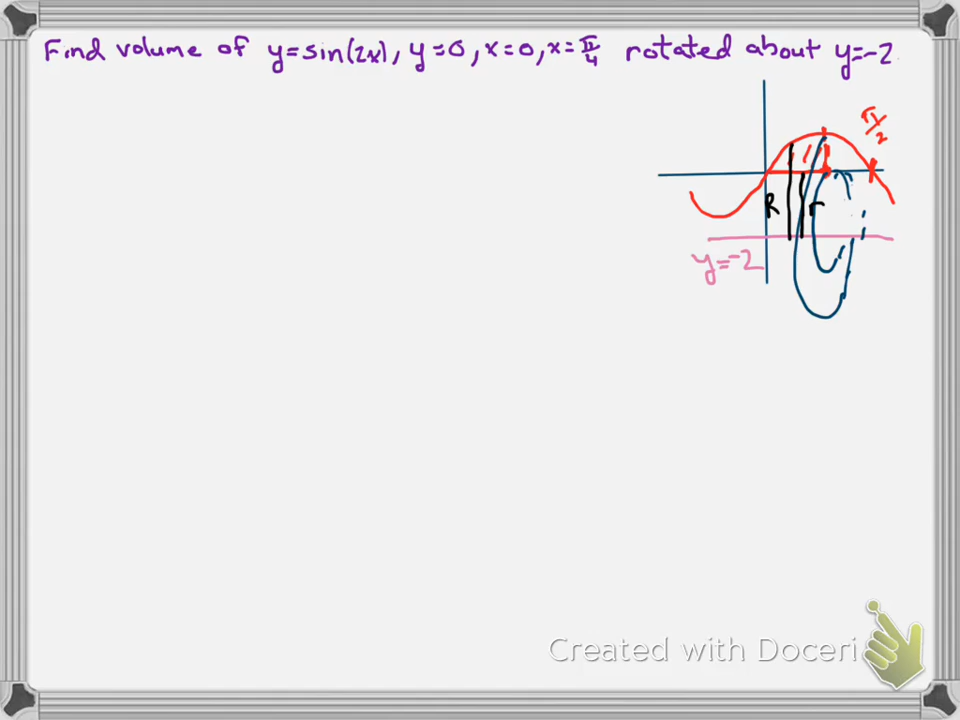 Find volume of y=sin(2x), y=0, x=0, x=π/4 rotated about y=-2
π/2
R r
y=-2
Created with Doceri